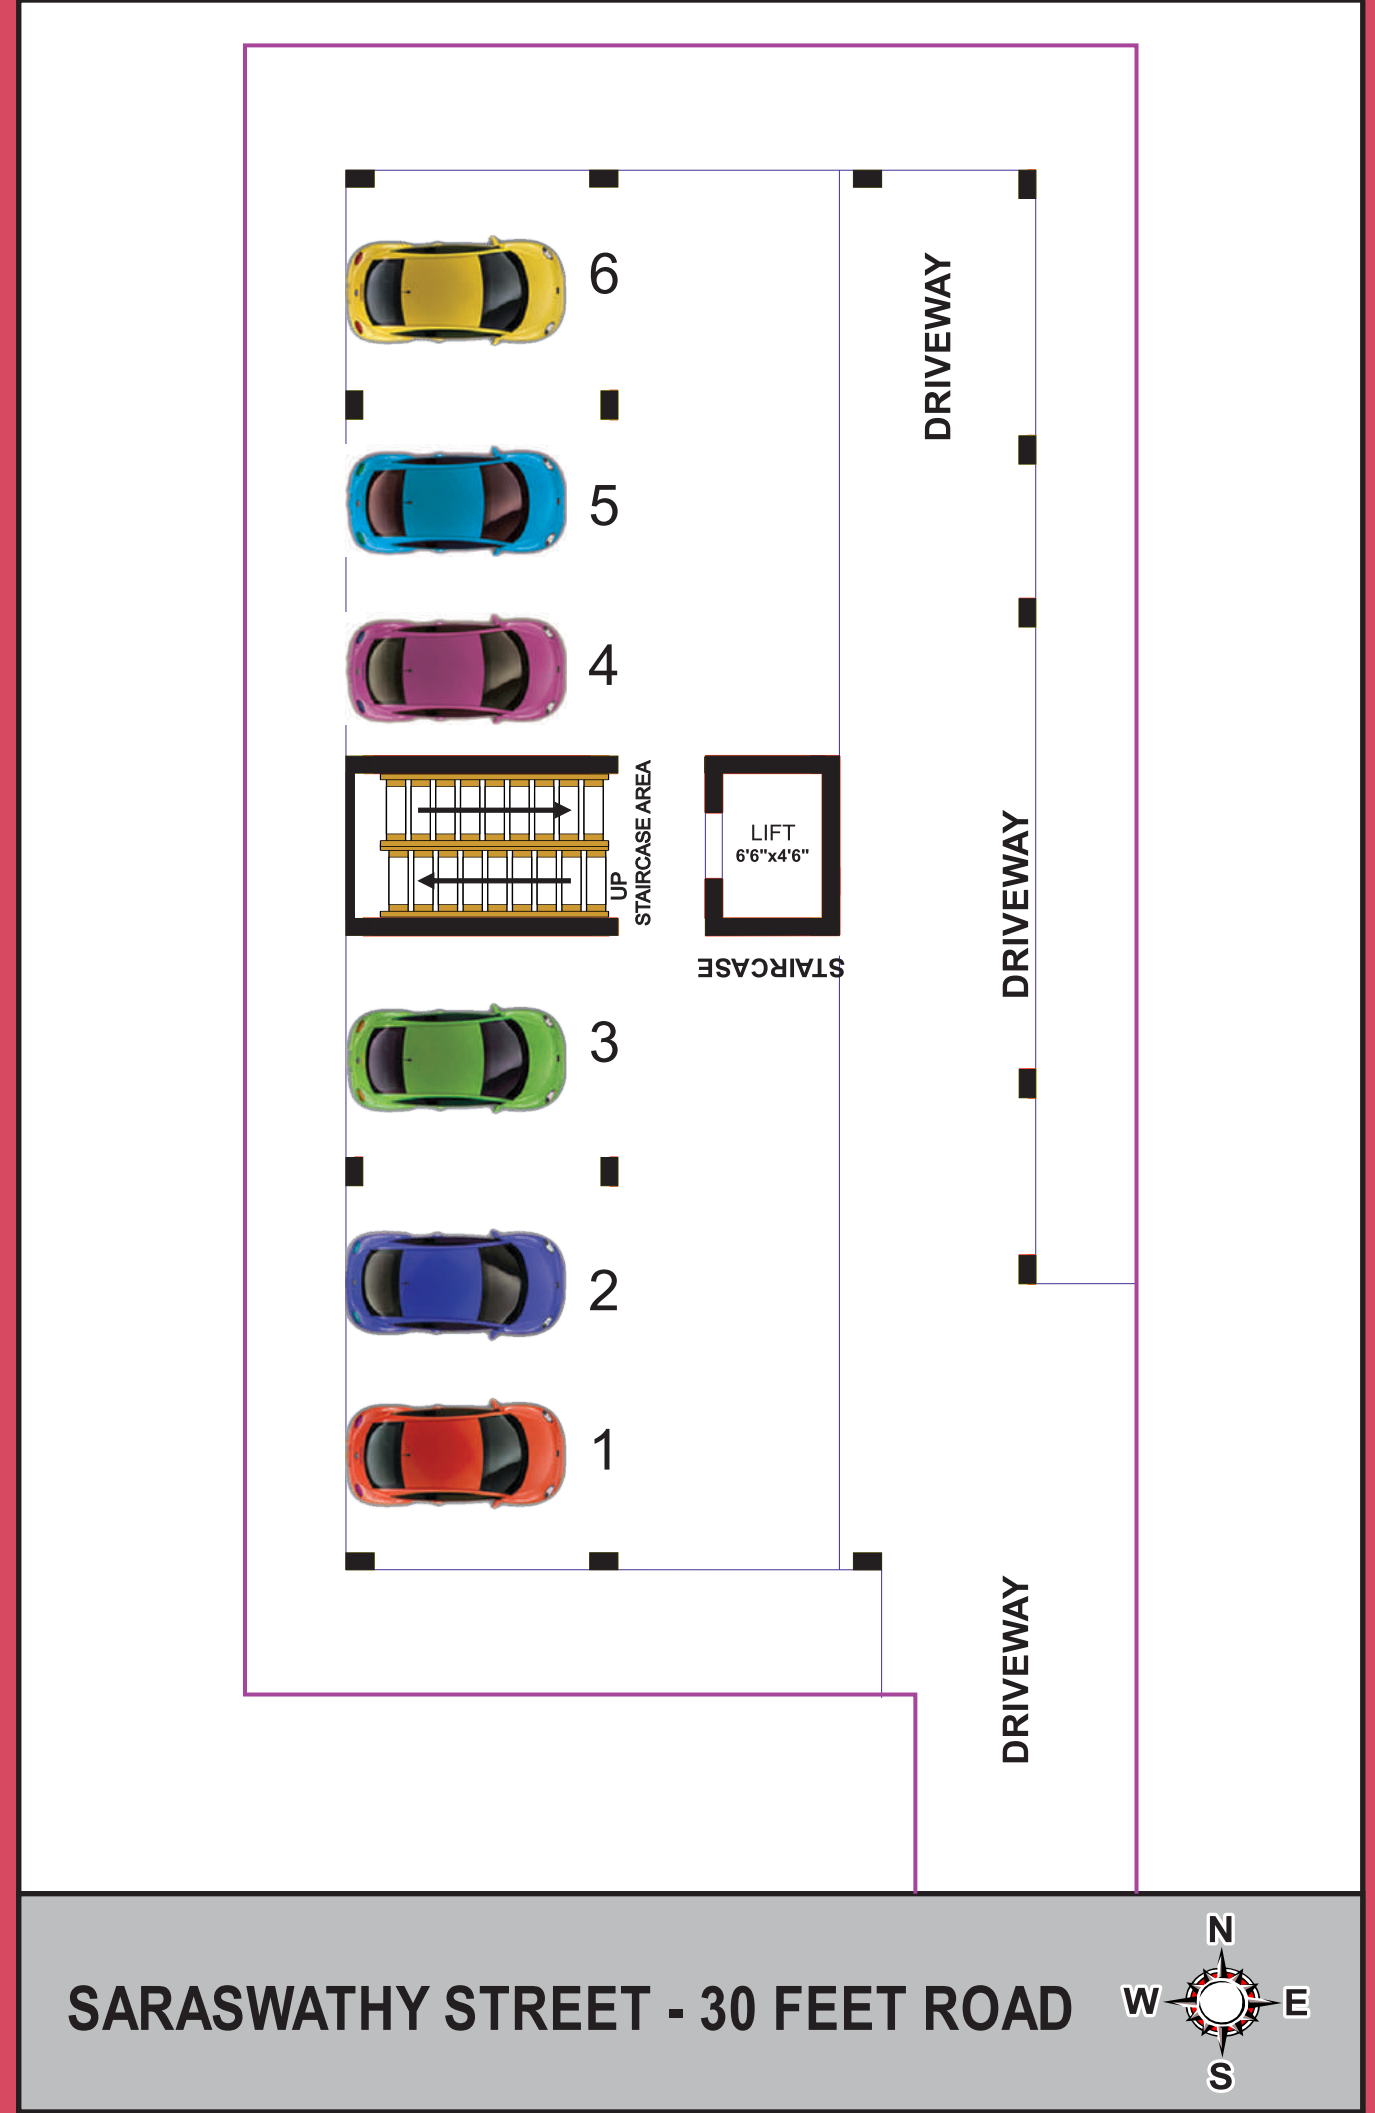 6
DRIVEWAY
5
4
STAIRCASE AREA
UP
LIFT
6'6"x4'6"
DRIVEWAY
STAIRCASE
3
2
1
DRIVEWAY
SARASWATHY STREET - 30 FEET ROAD
N
W
E
S